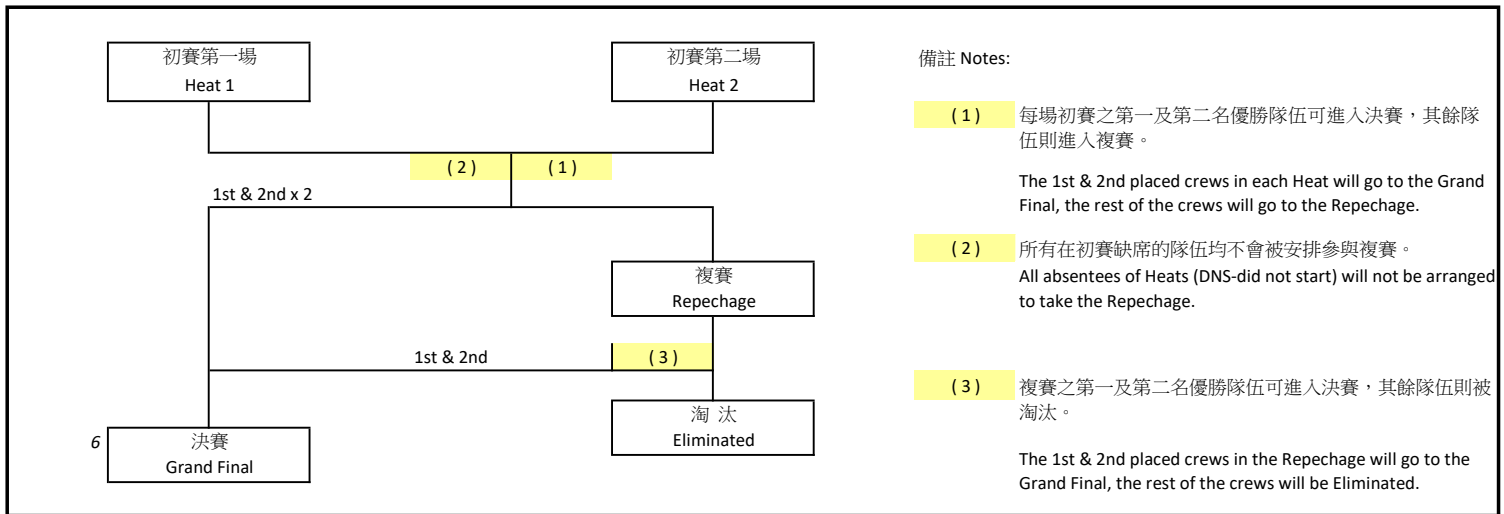 初賽第一場
Heat 1
初賽第二場
Heat 2
( 2 )
( 1 )
1st & 2nd x 2
複賽
Repechage
1st & 2nd
( 3 )
淘 汰
Eliminated
6
決賽
Grand Final
備註 Notes:
( 1 ) 每場初賽之第一及第二名優勝隊伍可進入決賽，其餘隊
伍則進入複賽。
The 1st & 2nd placed crews in each Heat will go to the Grand
Final, the rest of the crews will go to the Repechage.
( 2 ) 所有在初賽缺席的隊伍均不會被安排參與複賽。
All absentees of Heats (DNS-did not start) will not be arranged
to take the Repechage.
( 3 ) 複賽之第一及第二名優勝隊伍可進入決賽，其餘隊伍則被
淘汰。
The 1st & 2nd placed crews in the Repechage will go to the
Grand Final, the rest of the crews will be Eliminated.